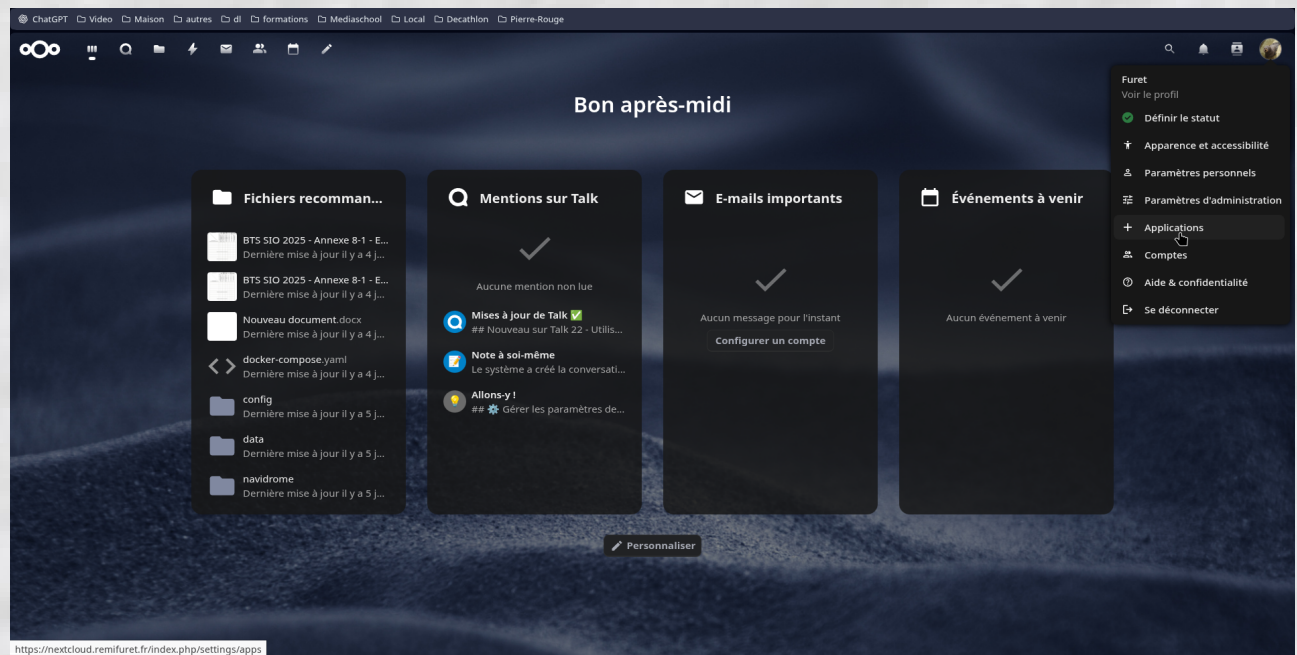 ChatGPT Video Maison autres dl formations Mediaschool Local Decathlon Pierre-Rouge
Bon après-midi
Furet
Voir le profil
Définir le statut
Apparence et accessibilité
Paramètres personnels
Paramètres d'administration
Applications
Comptes
Aide & confidentialité
Se déconnecter
Fichiers recomman...
BTS SIO 2025 - Annexe 8-1 - E...
Dernière mise à jour il y a 4 j...
BTS SIO 2025 - Annexe 8-1 - E...
Dernière mise à jour il y a 4 j...
Nouveau document.docx
Dernière mise à jour il y a 4 j...
docker-compose.yaml
Dernière mise à jour il y a 4 j...
config
Dernière mise à jour il y a 5 j...
data
Dernière mise à jour il y a 5 j...
navidrome
Dernière mise à jour il y a 5 j...
Mentions sur Talk
Aucune mention non lue
Mises à jour de Talk ✅
## Nouveau sur Talk 22 - Utilis...
Note à soi-même
Le système a créé la conversati...
Allons-y !
## ⚙️ Gérer les paramètres de...
E-mails importants
Aucun message pour l'instant
Configurer un compte
Événements à venir
Aucun événement à venir
Personnaliser
https://nextcloud.remifuret.fr/index.php/settings/apps